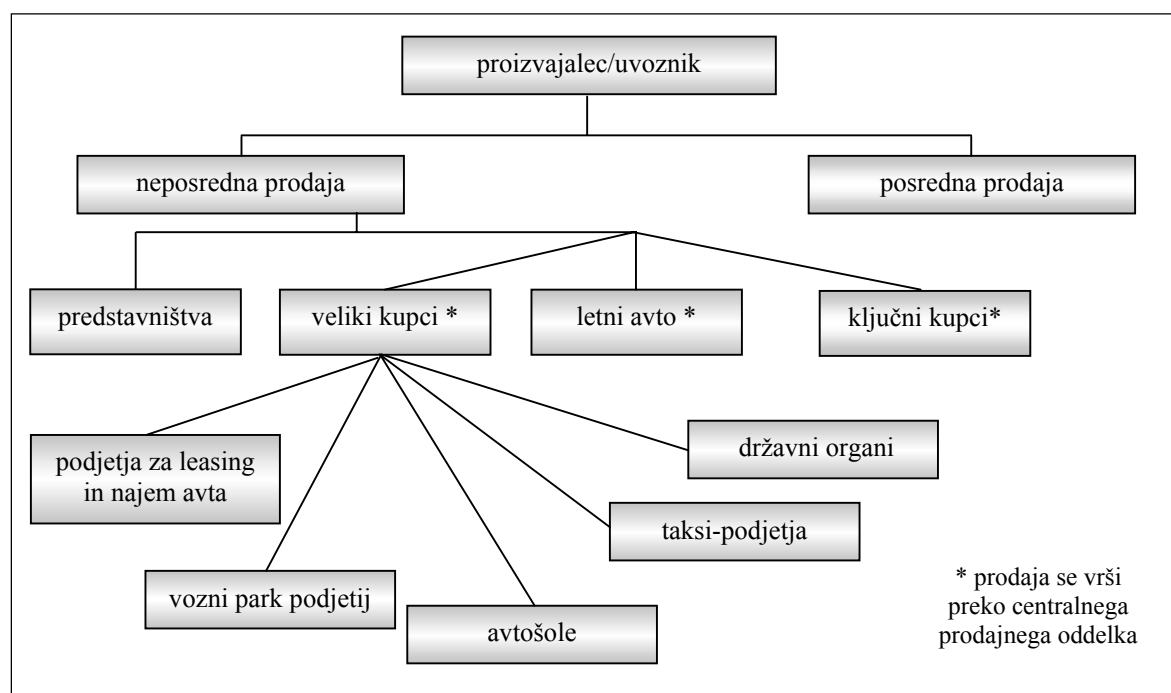 proizvajalec/uvoznik
neposredna prodaja
posredna prodaja
predstavništva
veliki kupci *
letni avto *
ključni kupci*
podjetja za leasing
in najem avta
državni organi
taksi-podjetja
vozni park podjetij
avtošole
* prodaja se vrši
preko centralnega
prodajnega oddelka